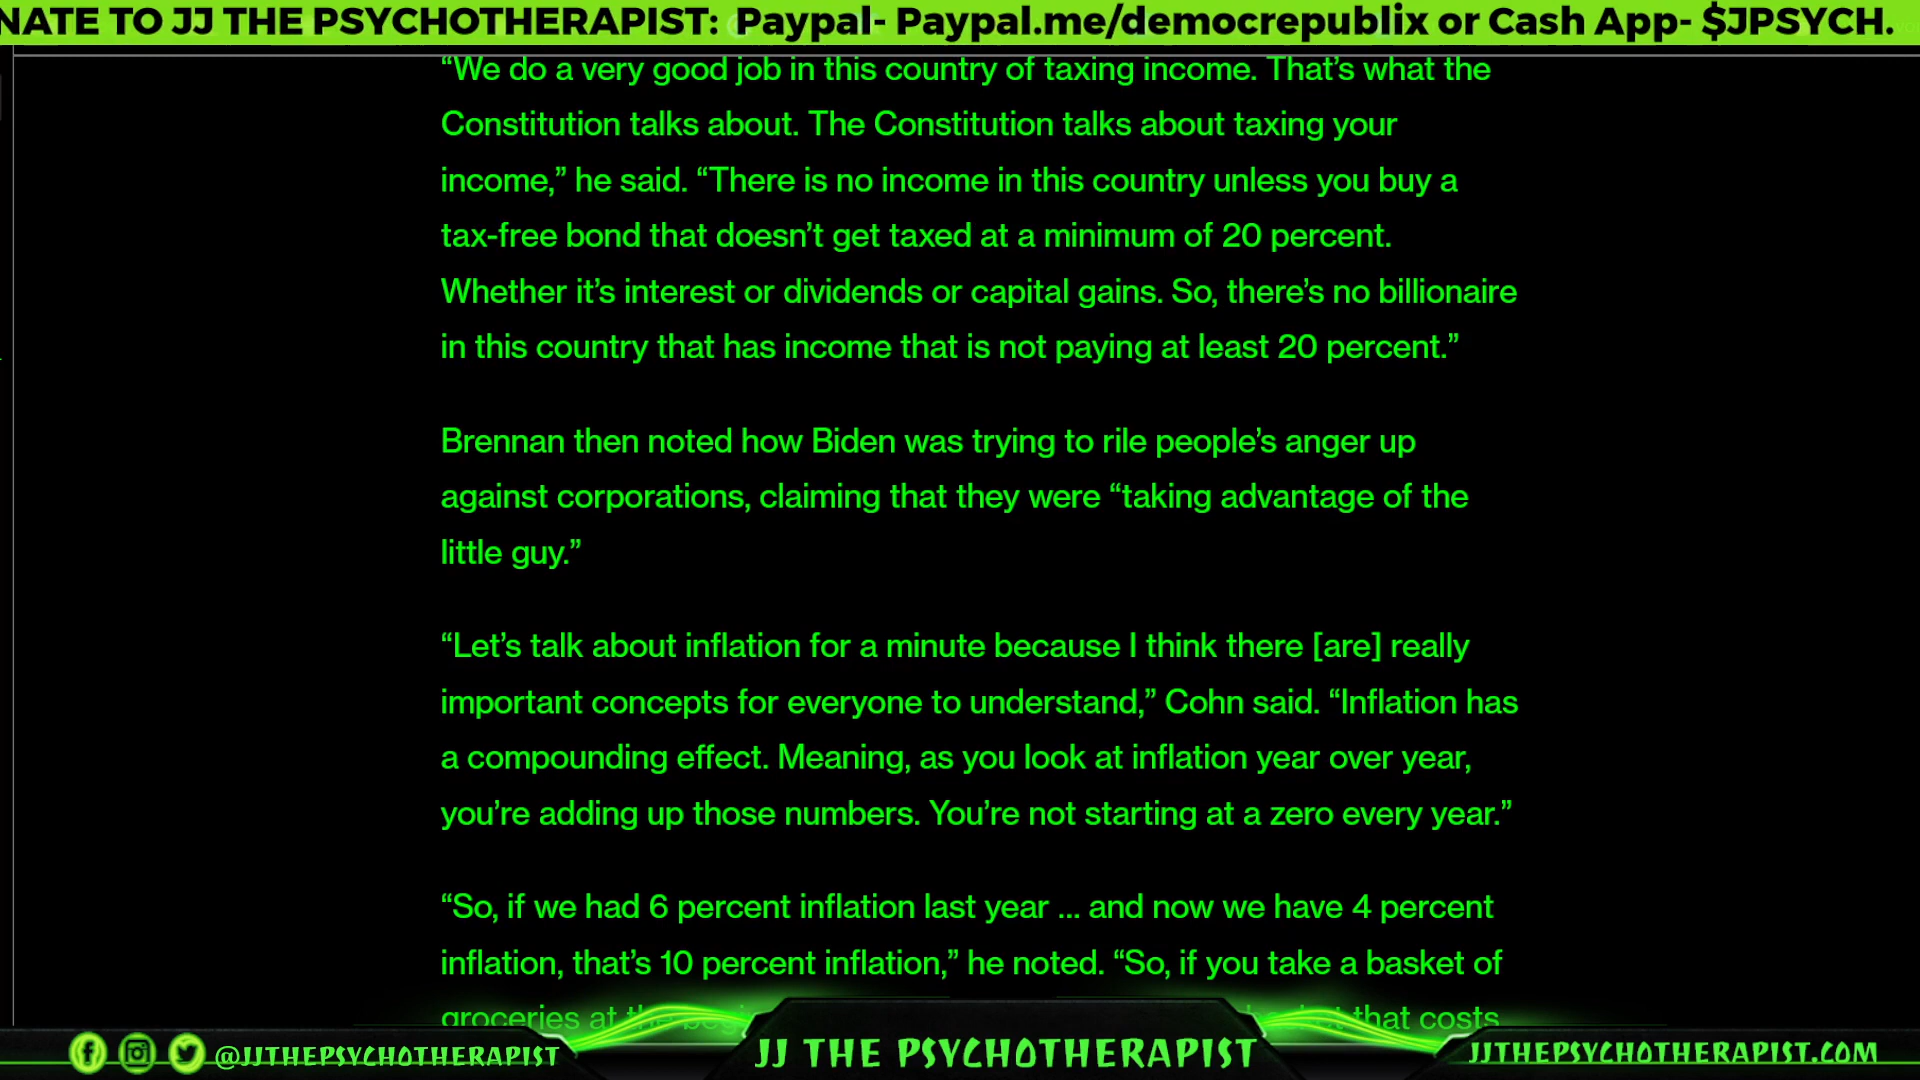 NATE TO JJ THE PSYCHOTHERAPIST: Paypal- Paypal.me/democrepublix or Cash App- $JPSYCH.
“We do a very good job in this country of taxing income. That’s what the
Constitution talks about. The Constitution talks about taxing your
income,” he said. “There is no income in this country unless you buy a
tax-free bond that doesn’t get taxed at a minimum of 20 percent.
Whether it’s interest or dividends or capital gains. So, there’s no billionaire
in this country that has income that is not paying at least 20 percent.”
Brennan then noted how Biden was trying to rile people’s anger up
against corporations, claiming that they were “taking advantage of the
little guy.”
“Let’s talk about inflation for a minute because I think there [are] really
important concepts for everyone to understand,” Cohn said. “Inflation has
a compounding effect. Meaning, as you look at inflation year over year,
you’re adding up those numbers. You’re not starting at a zero every year.”
“So, if we had 6 percent inflation last year ... and now we have 4 percent
inflation, that’s 10 percent inflation,” he noted. “So, if you take a basket of
groceries at the that costs
@JJTHEPSYCHOTHERAPIST
JJ THE PSYCHOTHERAPIST
JJTHEPSYCHOTHERAPIST.COM